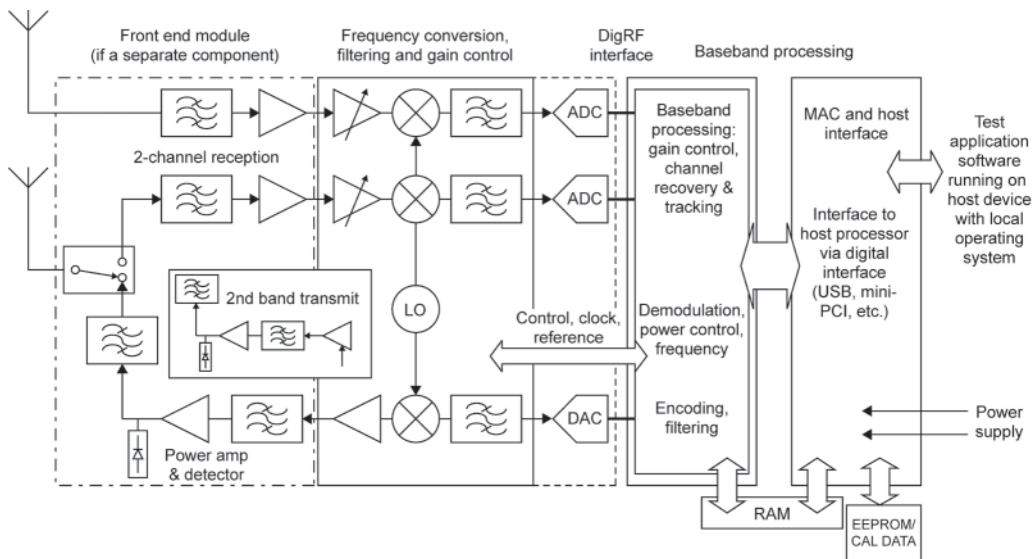 Front end module
(if a separate component)
Frequency conversion,
filtering and gain control
DigRF
interface
Baseband processing
ADC
2-channel reception
ADC
Baseband
processing:
gain control,
channel
recovery &
tracking
MAC and host
interface
Test
application
software
running on
host device
with local
operating
system
Interface to
host processor
via digital
interface
(USB, mini-
PCI, etc.)
2nd band transmit
LO
Control, clock,
reference
Demodulation,
power control,
frequency
DAC
Encoding,
filtering
Power
supply
Power amp
& detector
RAM
EEPROM/
CAL DATA